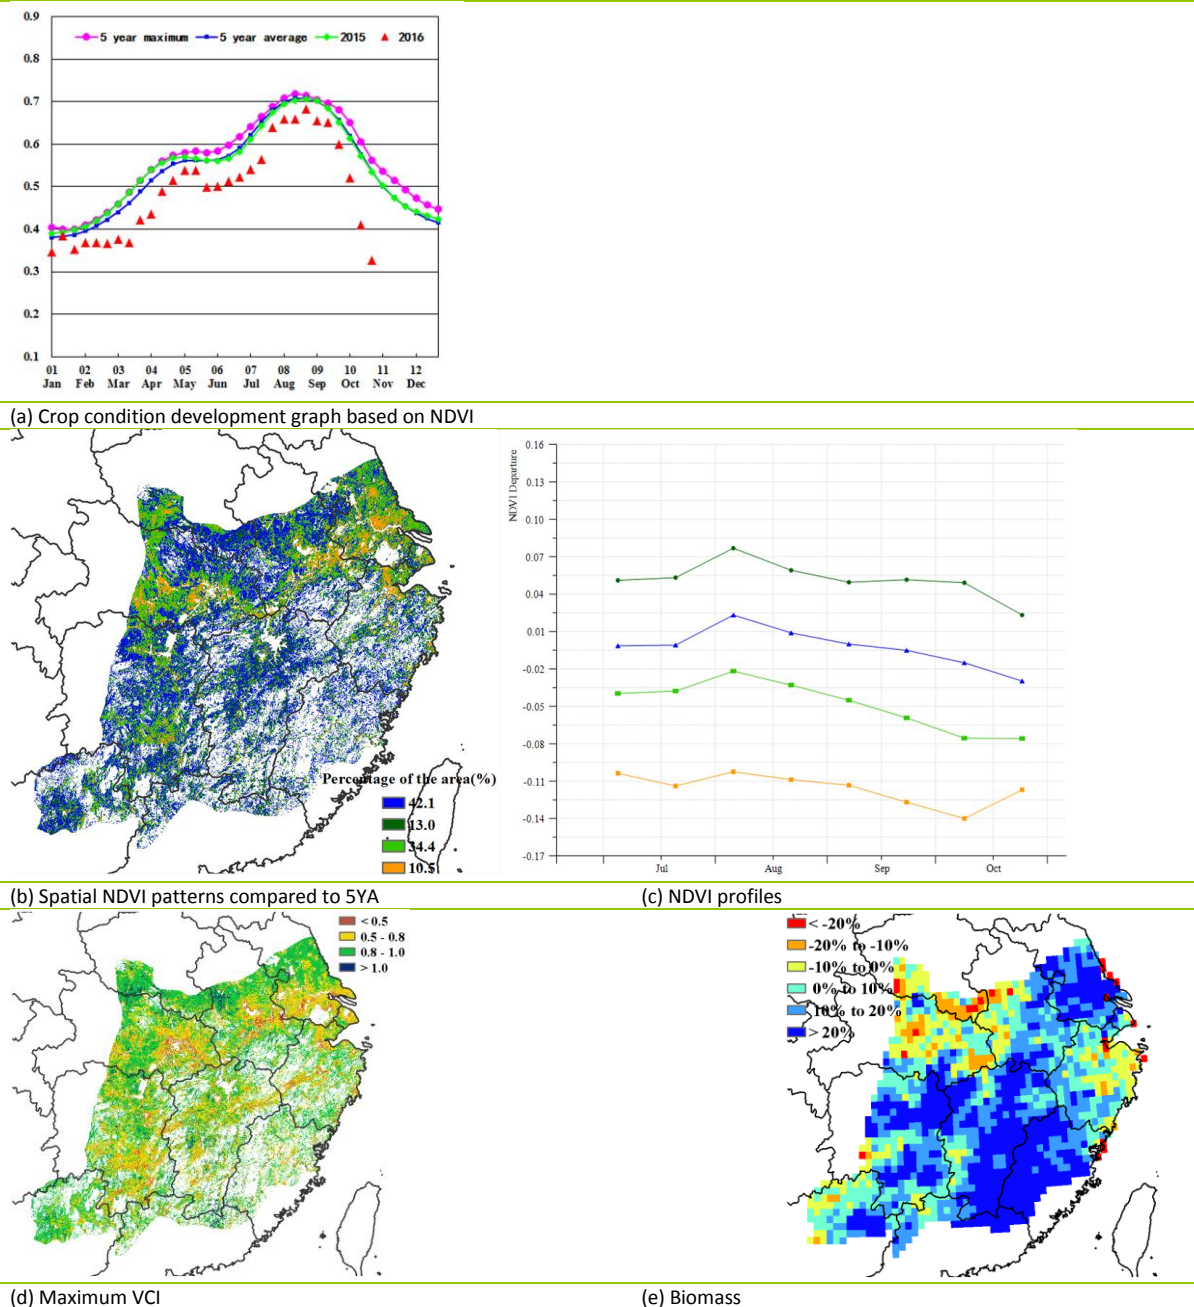 0.9
5 year maximum 5 year average 2015 2016
0.8
0.7
0.6
0.5
0.4
0.3
0.2
0.1
01 02 03 04 05 06 07 08 09 10 11 12
Jan Feb Mar Apr May Jun Jul Aug Sep Oct Nov Dec
(a) Crop condition development graph based on NDVI
Percentage of the area(%)
42.1
13.0
34.4
10.5
NDVI Departure
0.16
0.13
0.10
0.07
0.04
0.01
-0.02
-0.05
-0.08
-0.11
-0.14
-0.17
Jul Aug Sep Oct
(b) Spatial NDVI patterns compared to 5YA
(c) NDVI profiles
< 0.5
0.5 - 0.8
0.8 - 1.0
> 1.0
< -20%
-20% to -10%
-10% to 0%
0% to 10%
10% to 20%
> 20%
(d) Maximum VCI
(e) Biomass